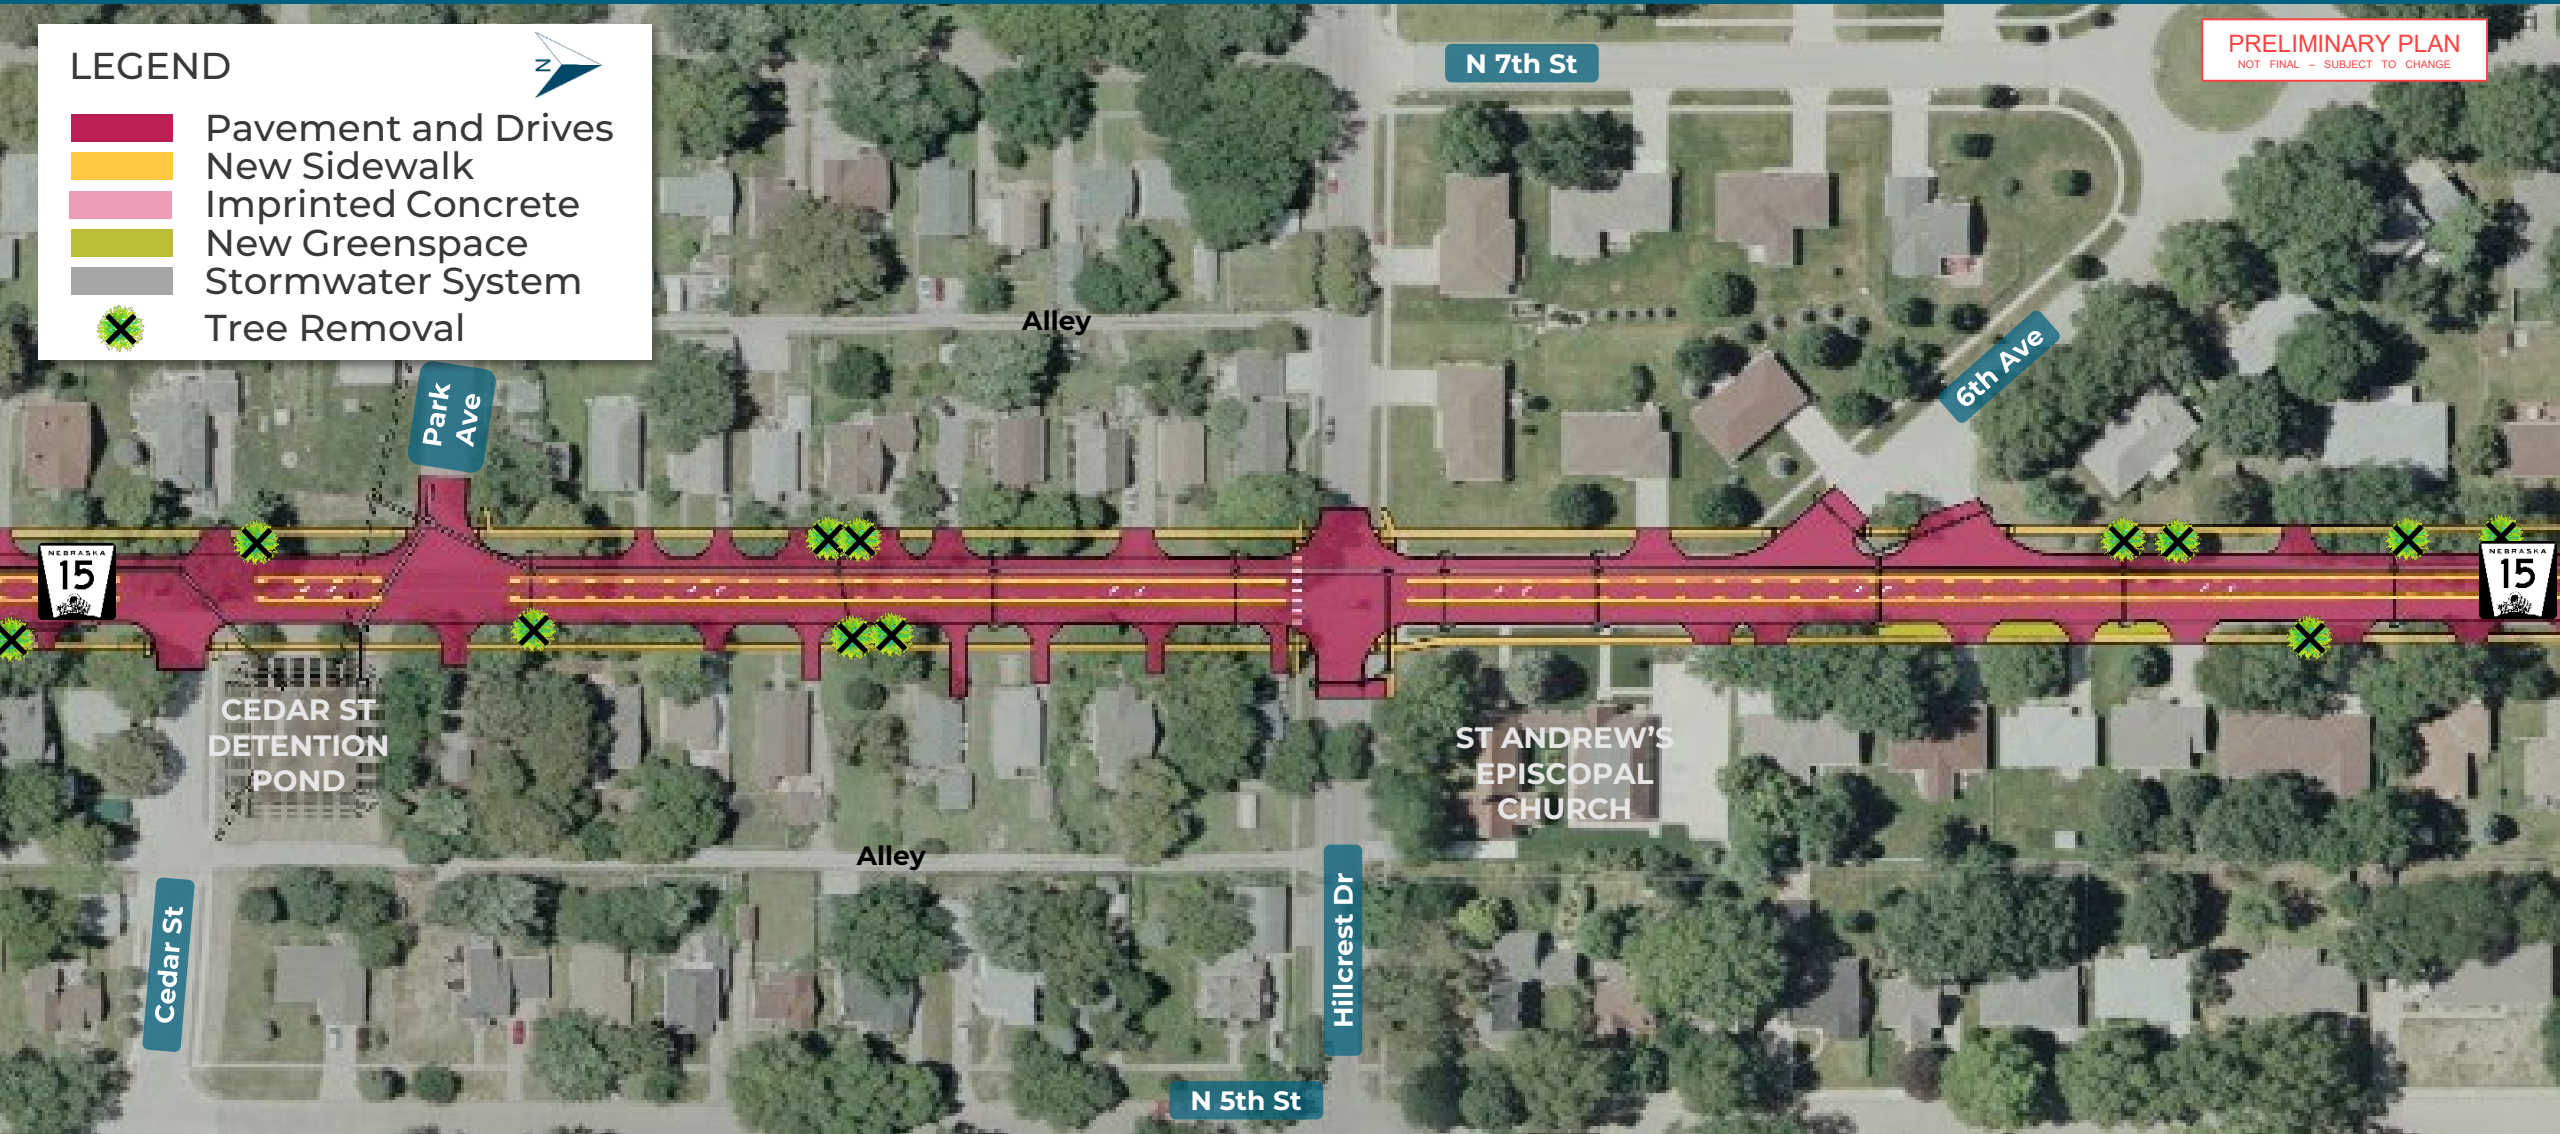 LEGEND
N
Pavement and Drives
New Sidewalk
Imprinted Concrete
New Greenspace
Stormwater System
Tree Removal
N 7th St
PRELIMINARY PLAN
NOT FINAL – SUBJECT TO CHANGE
Alley
Park
Ave
6th Ave
NEBRASKA
15
NEBRASKA
15
CEDAR ST
DETENTION
POND
ST ANDREW’S
EPISCOPAL
CHURCH
Alley
Cedar St
Hillcrest Dr
N 5th St